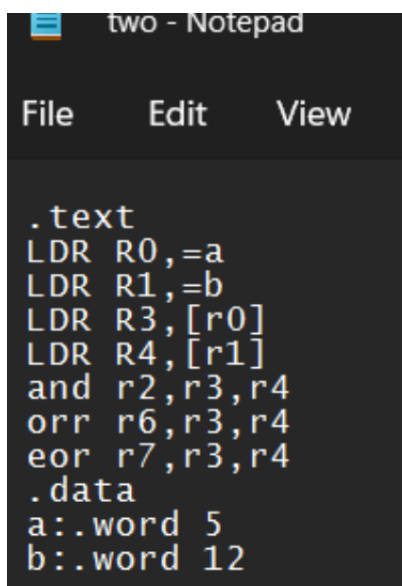 two - Notepad
File Edit View
.text
LDR R0,=a
LDR R1,=b
LDR R3,[r0]
LDR R4,[r1]
and r2,r3,r4
orr r6,r3,r4
eor r7,r3,r4
.data
a:.word 5
b:.word 12